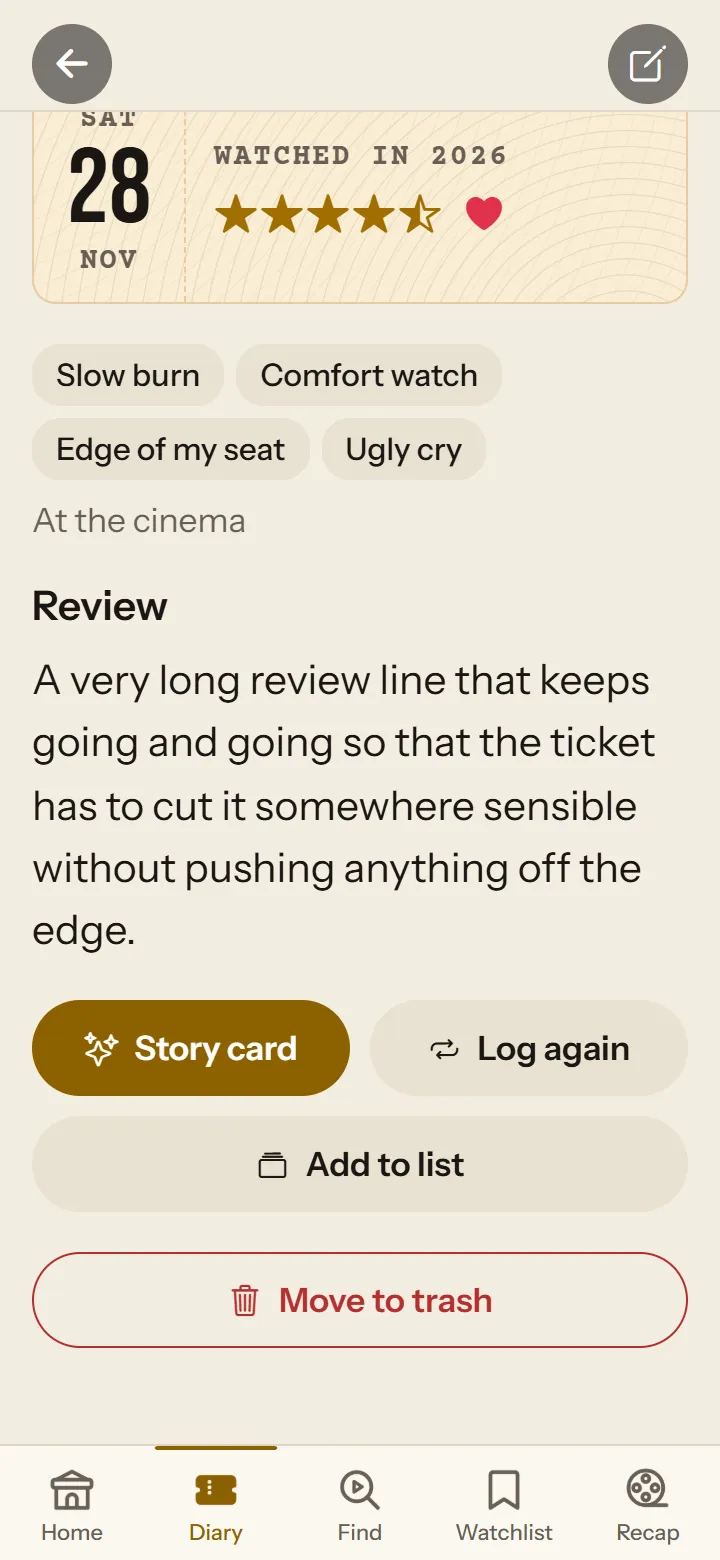 SAT
28
NOV
WATCHED IN 2026
Slow burn
Comfort watch
Edge of my seat
Ugly cry
At the cinema
Review
A very long review line that keeps
going and going so that the ticket
has to cut it somewhere sensible
without pushing anything off the
edge.
Story card
Log again
Add to list
Move to trash
Home
Diary
Find
Watchlist
Recap